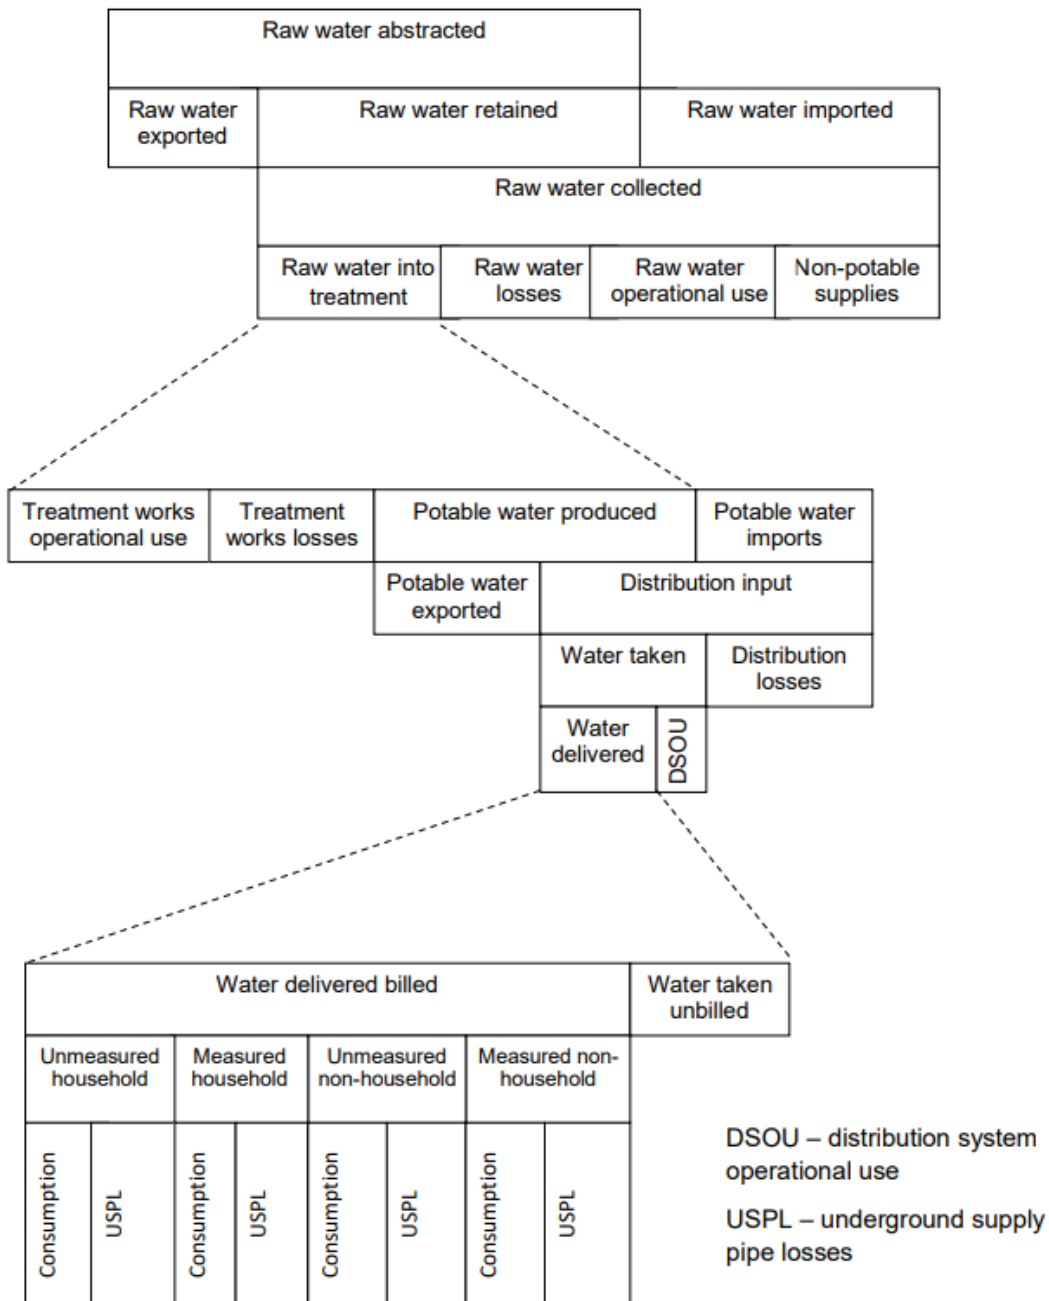 Raw water abstracted
Raw water
exported
Raw water retained
Raw water imported
Raw water collected
Raw water into
treatment
Raw water
losses
Raw water
operational use
Non-potable
supplies
Treatment works
operational use
Treatment
works losses
Potable water produced
Potable water
imports
Potable water
exported
Distribution input
Water taken
Distribution
losses
Water
delivered
DSOU
Water delivered billed
Water taken
unbilled
Unmeasured
household
Measured
household
Unmeasured
non-household
Measured non-
household
Consumption
USPL
Consumption
USPL
Consumption
USPL
Consumption
USPL
DSOU – distribution system
operational use
USPL – underground supply
pipe losses